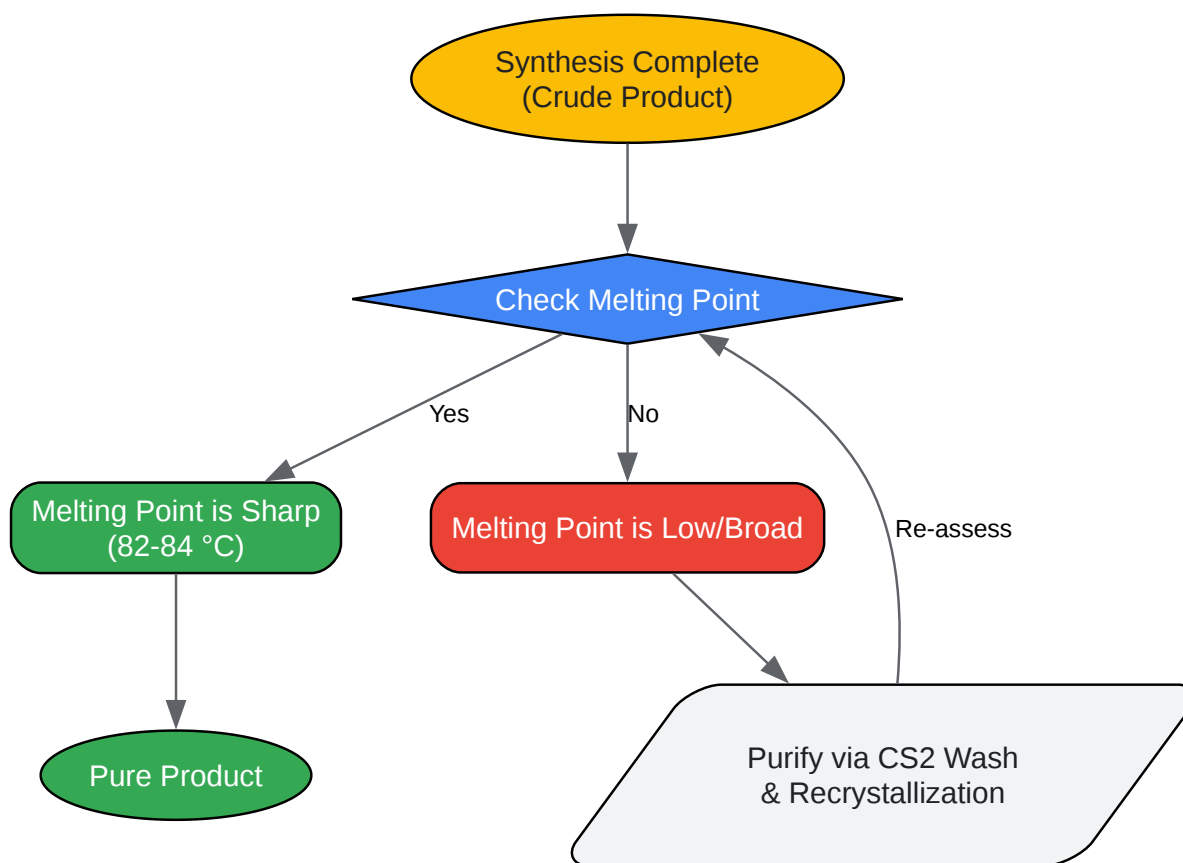 Synthesis Complete
(Crude Product)
Check Melting Point
Yes
No
Melting Point is Sharp
(82-84 °C)
Melting Point is Low/Broad
Re-assess
Pure Product
Purify via CS2 Wash
& Recrystallization